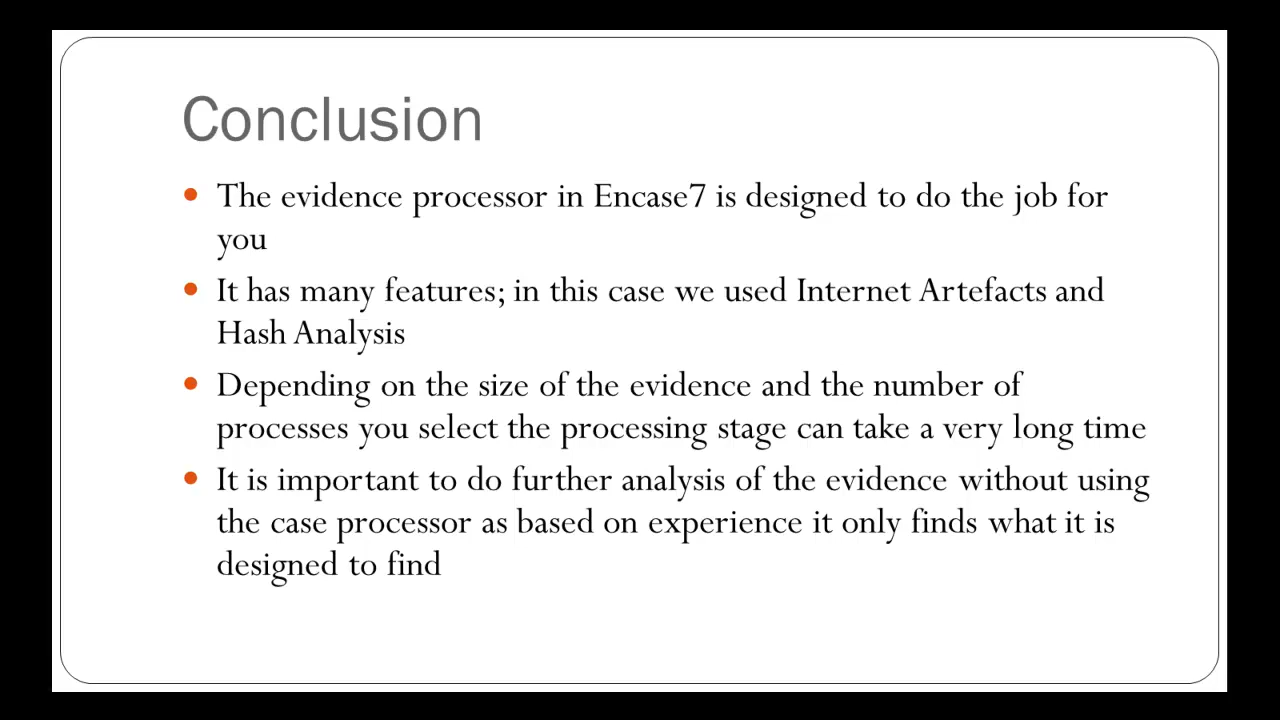 Conclusion
The evidence processor in Encase7 is designed to do the job for
you
It has many features; in this case we used Internet Artefacts and
Hash Analysis
Depending on the size of the evidence and the number of
processes you select the processing stage can take a very long time
It is important to do further analysis of the evidence without using
the case processor as based on experience it only finds what it is
designed to find